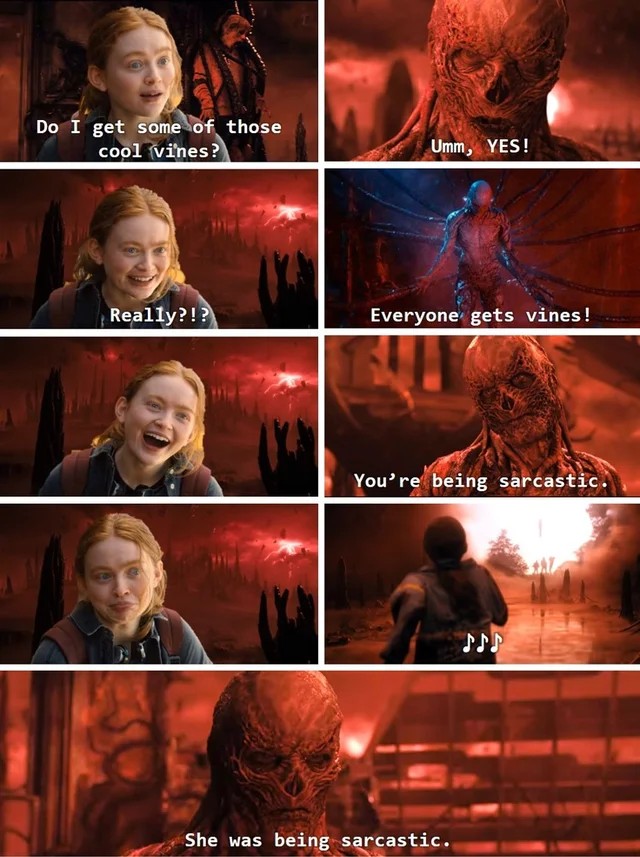 Do I get some of those
cool vines?
Umm, YES!
Really?!?
Everyone gets vines!
You’re being sarcastic.
♪♪♪
She was being sarcastic.